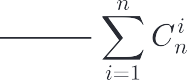 —— \sum_{i=1}^{n} C_n^i